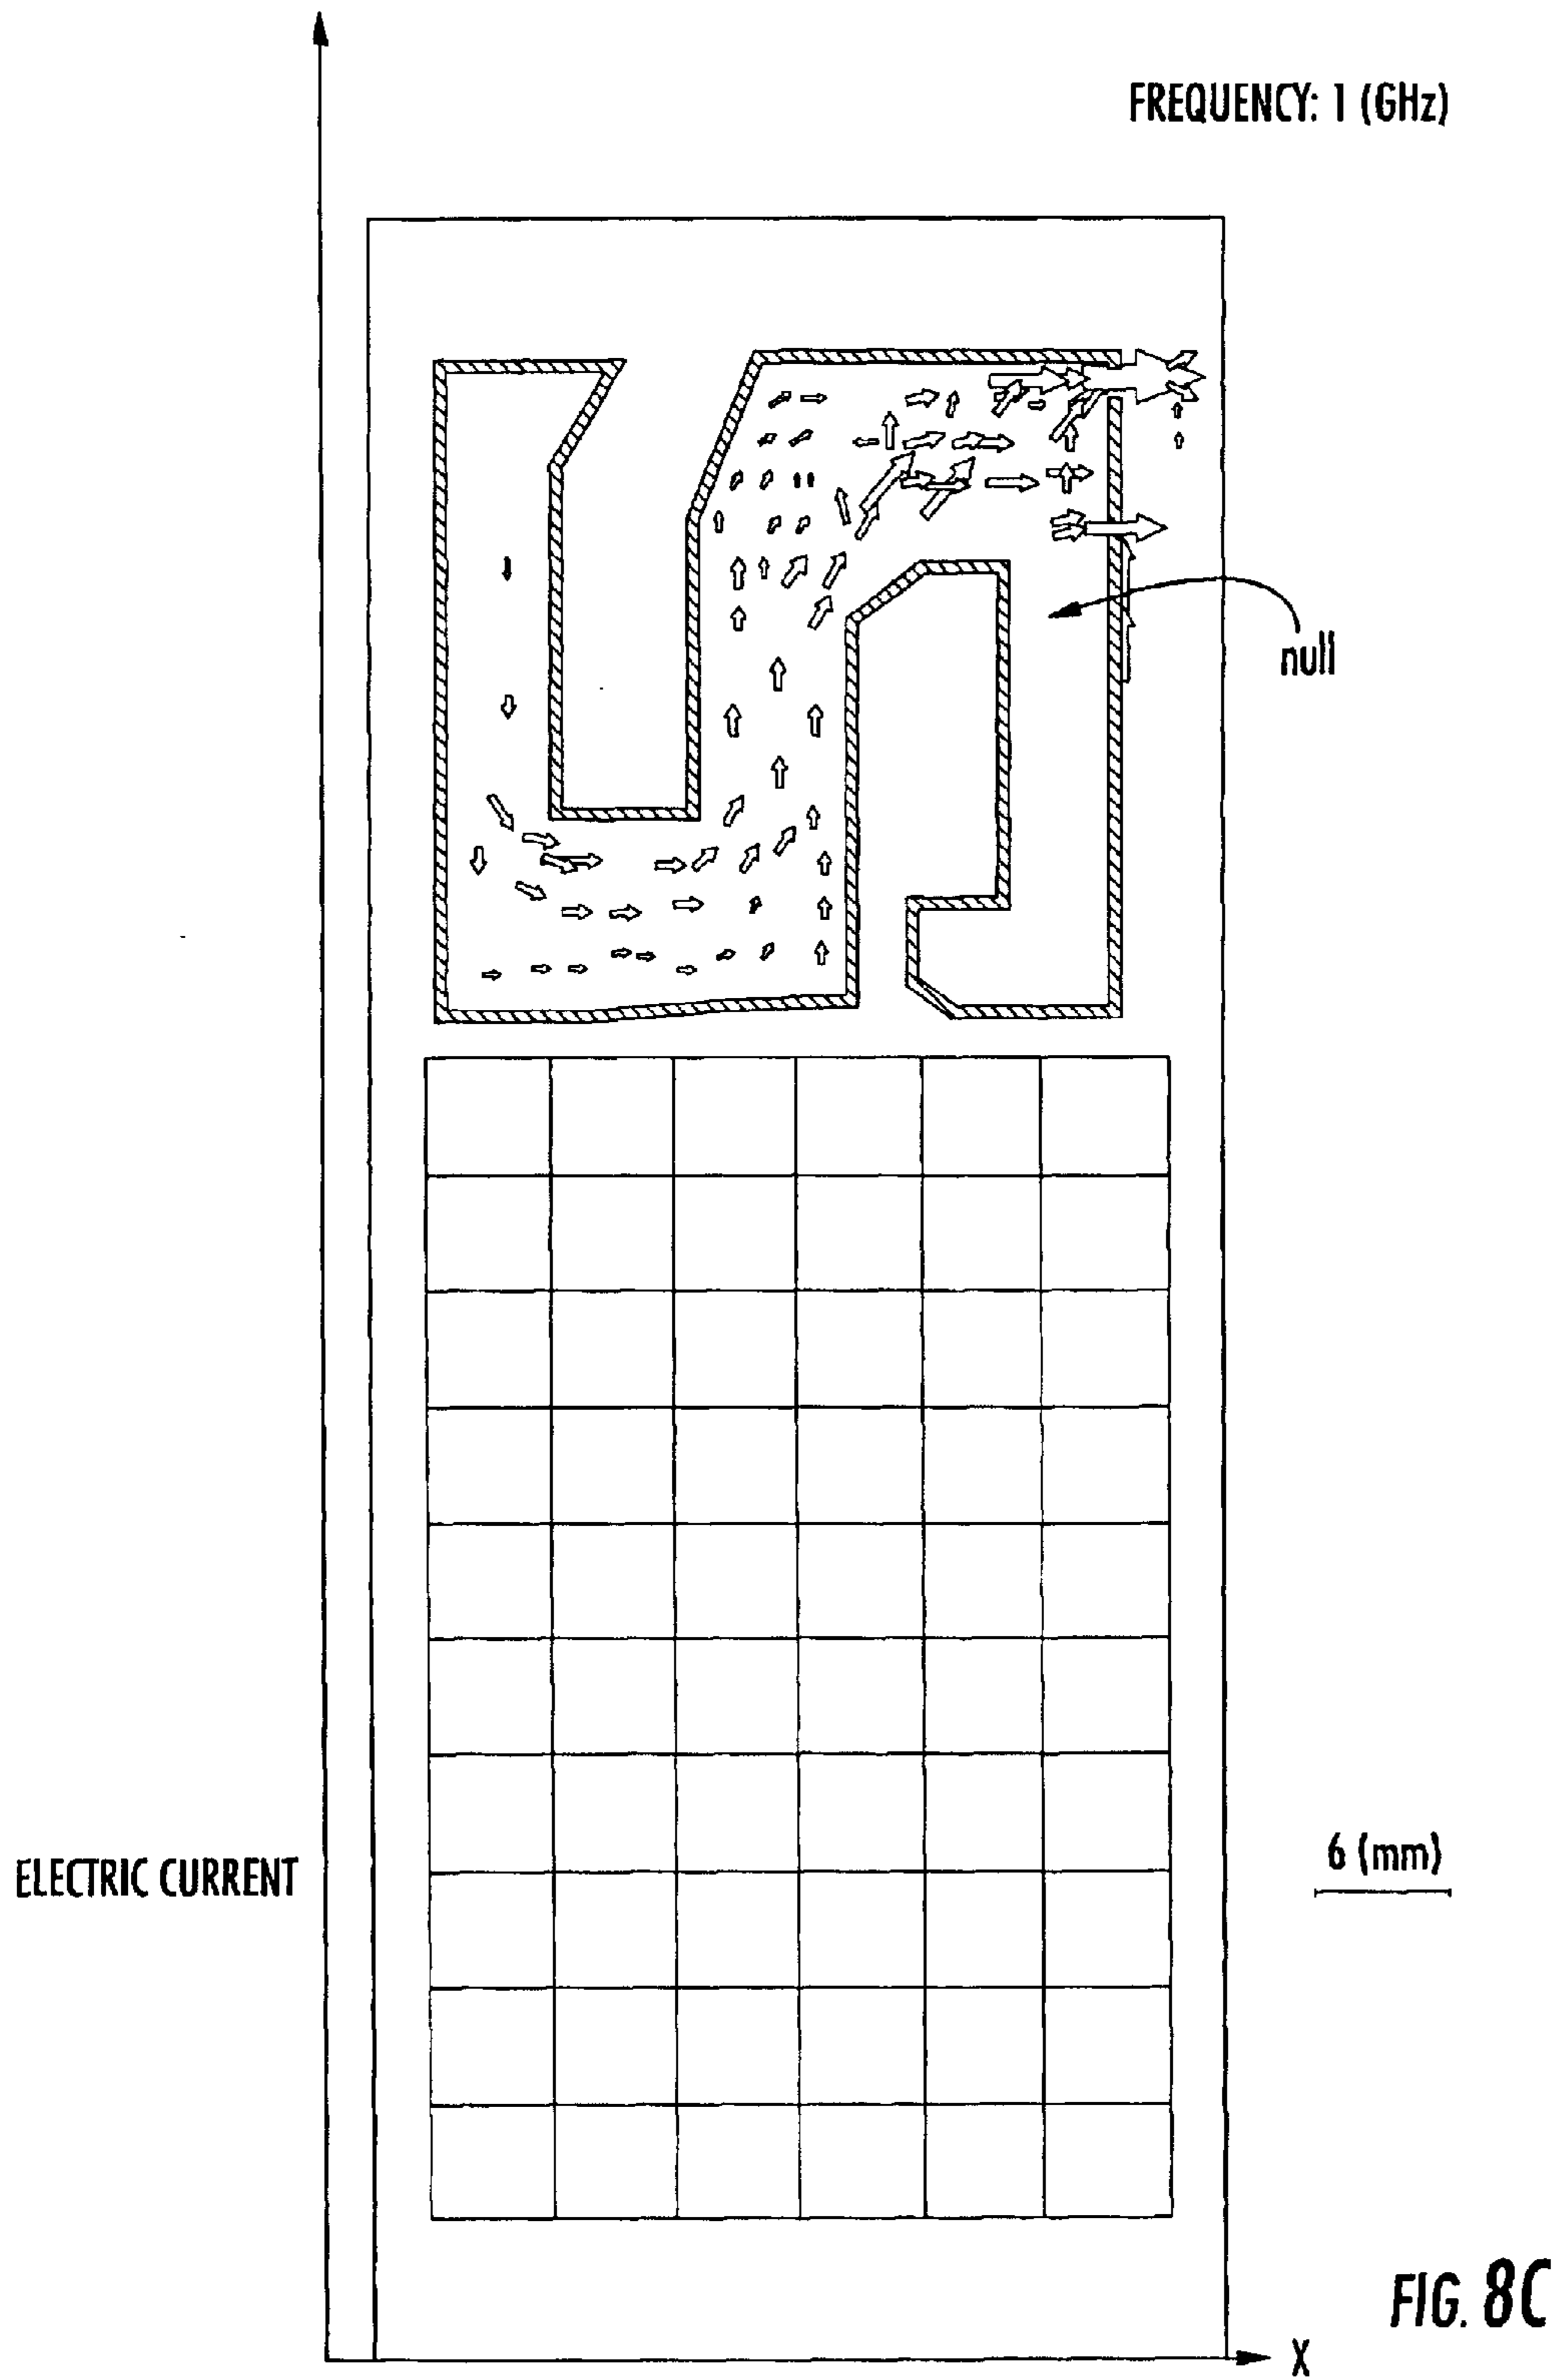 FREQUENCY: 1 (GHz)
null
ELECTRIC CURRENT
6 (mm)
FIG. 8C
X